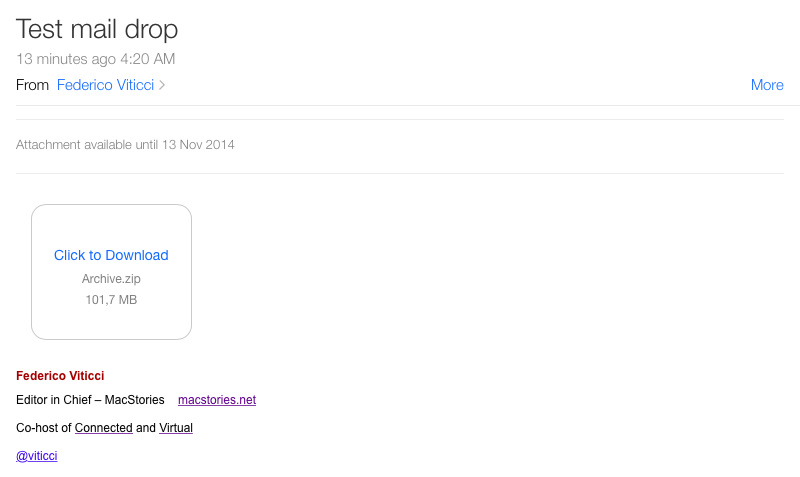 Test mail drop
13 minutes ago 4:20 AM
From Federico Viticci
More
Attachment available until 13 Nov 2014
Click to Download
Archive.zip
101,7 MB
Federico Viticci
Editor in Chief – MacStories macstories.net
Co-host of Connected and Virtual
@viticci